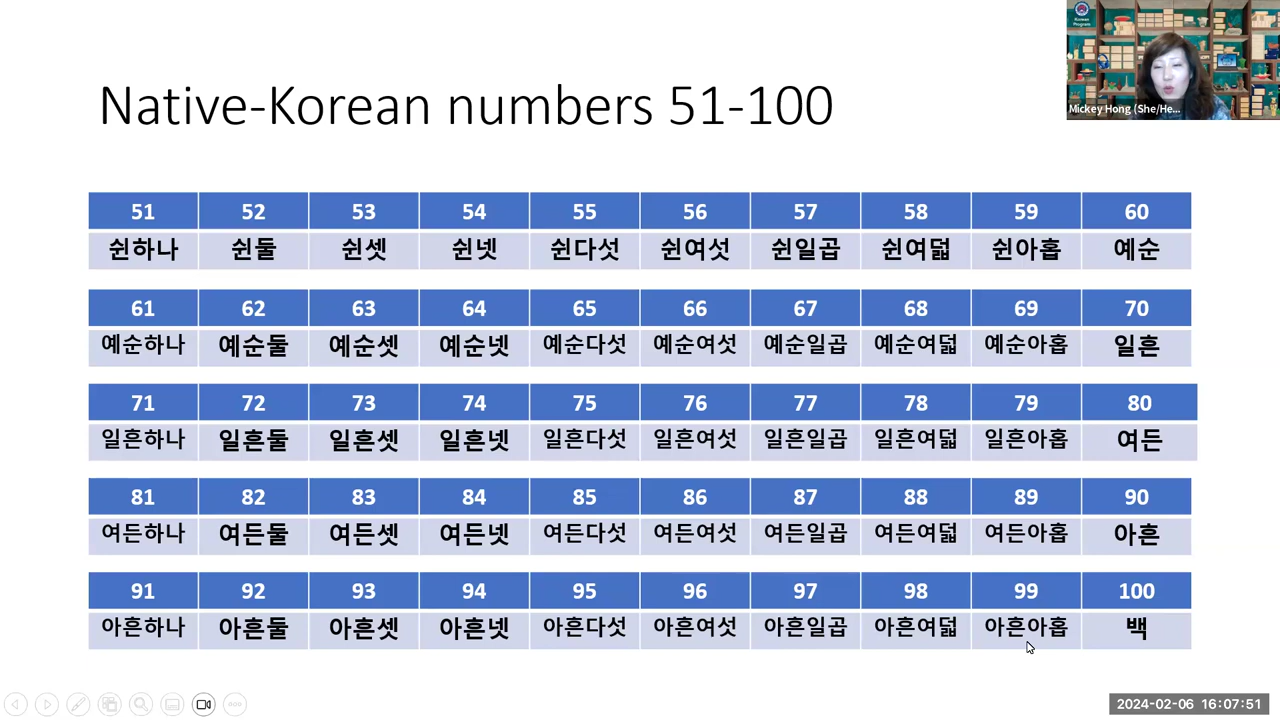 Korean
Program
Mickey Hong (She/He...
Native-Korean numbers 51-100
51 52 53 54 55 56 57 58 59 60
쉰하나 쉰둘 쉰셋 쉰넷 쉰다섯 쉰여섯 쉰일곱 쉰여덟 쉰아홉 예순
61 62 63 64 65 66 67 68 69 70
예순하나 예순둘 예순셋 예순넷 예순다섯 예순여섯 예순일곱 예순여덟 예순아홉 일흔
71 72 73 74 75 76 77 78 79 80
일흔하나 일흔둘 일흔셋 일흔넷 일흔다섯 일흔여섯 일흔일곱 일흔여덟 일흔아홉 여든
81 82 83 84 85 86 87 88 89 90
여든하나 여든둘 여든셋 여든넷 여든다섯 여든여섯 여든일곱 여든여덟 여든아홉 아흔
91 92 93 94 95 96 97 98 99 100
아흔하나 아흔둘 아흔셋 아흔넷 아흔다섯 아흔여섯 아흔일곱 아흔여덟 아흔아홉 백
2024-02-06 16:07:51